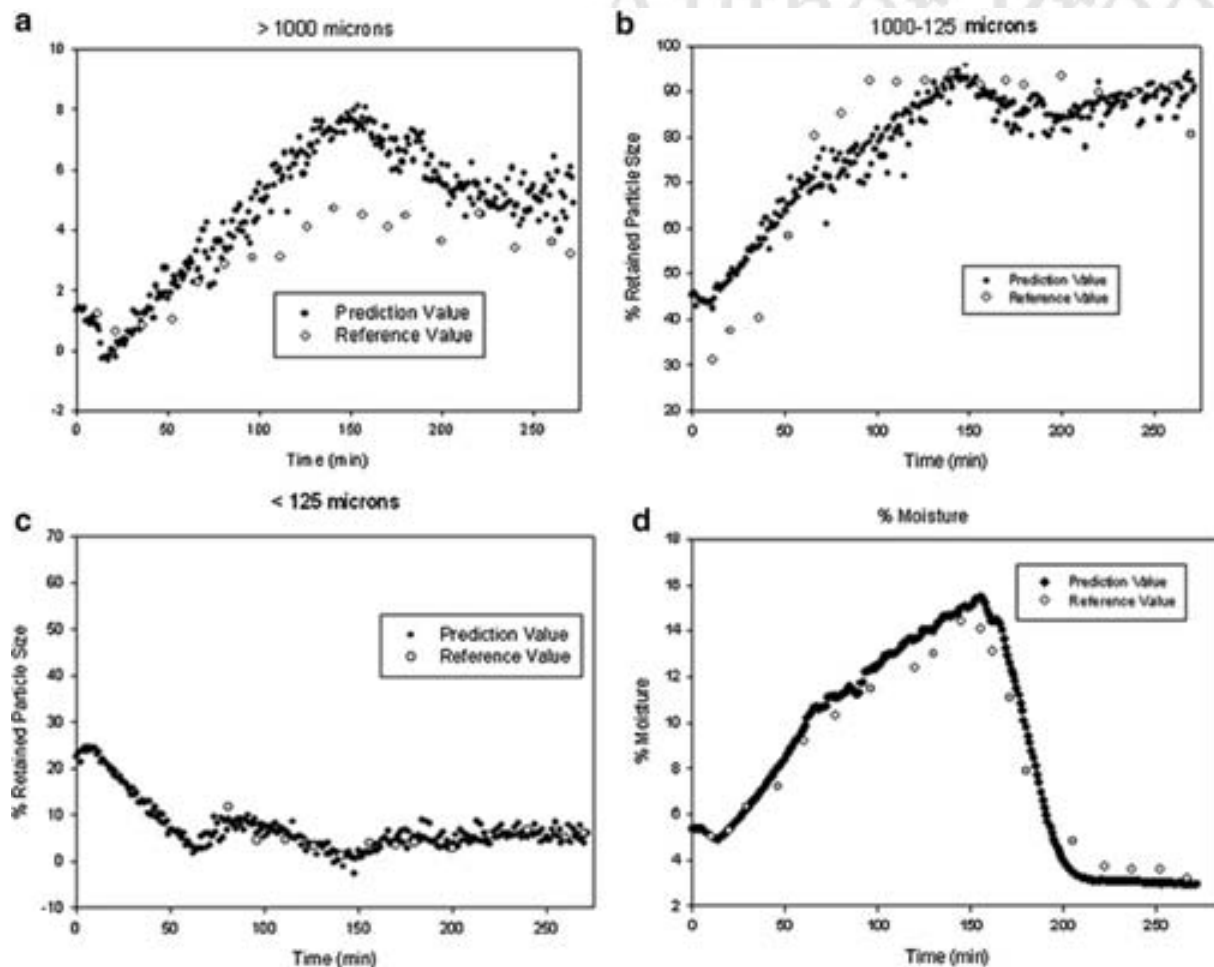 a
> 1000 microns
10
8
6
4
2
0
-2
0
50
100
150
200
250
Time (min)
Prediction Value
Reference Value
b
1000-125 microns
% Retained Particle Size
100
90
80
70
60
50
40
30
20
0
50
100
150
200
250
Time (min)
Prediction Value
Reference Value
c
< 125 microns
% Retained Particle Size
70
60
50
40
30
20
10
0
-10
0
50
100
150
200
250
Time (min)
Prediction Value
Reference Value
d
% Moisture
% Moisture
18
16
14
12
10
8
6
4
2
0
50
100
150
200
250
Time (min)
Prediction Value
Reference Value